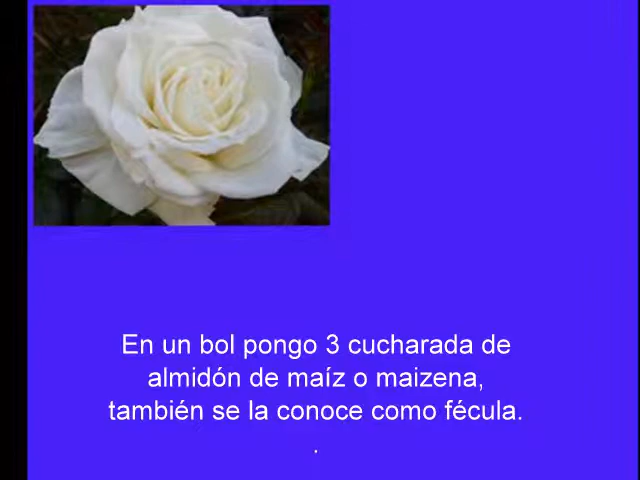 En un bol pongo 3 cucharada de
almidón de maíz o maizena,
también se la conoce como fécula.
.